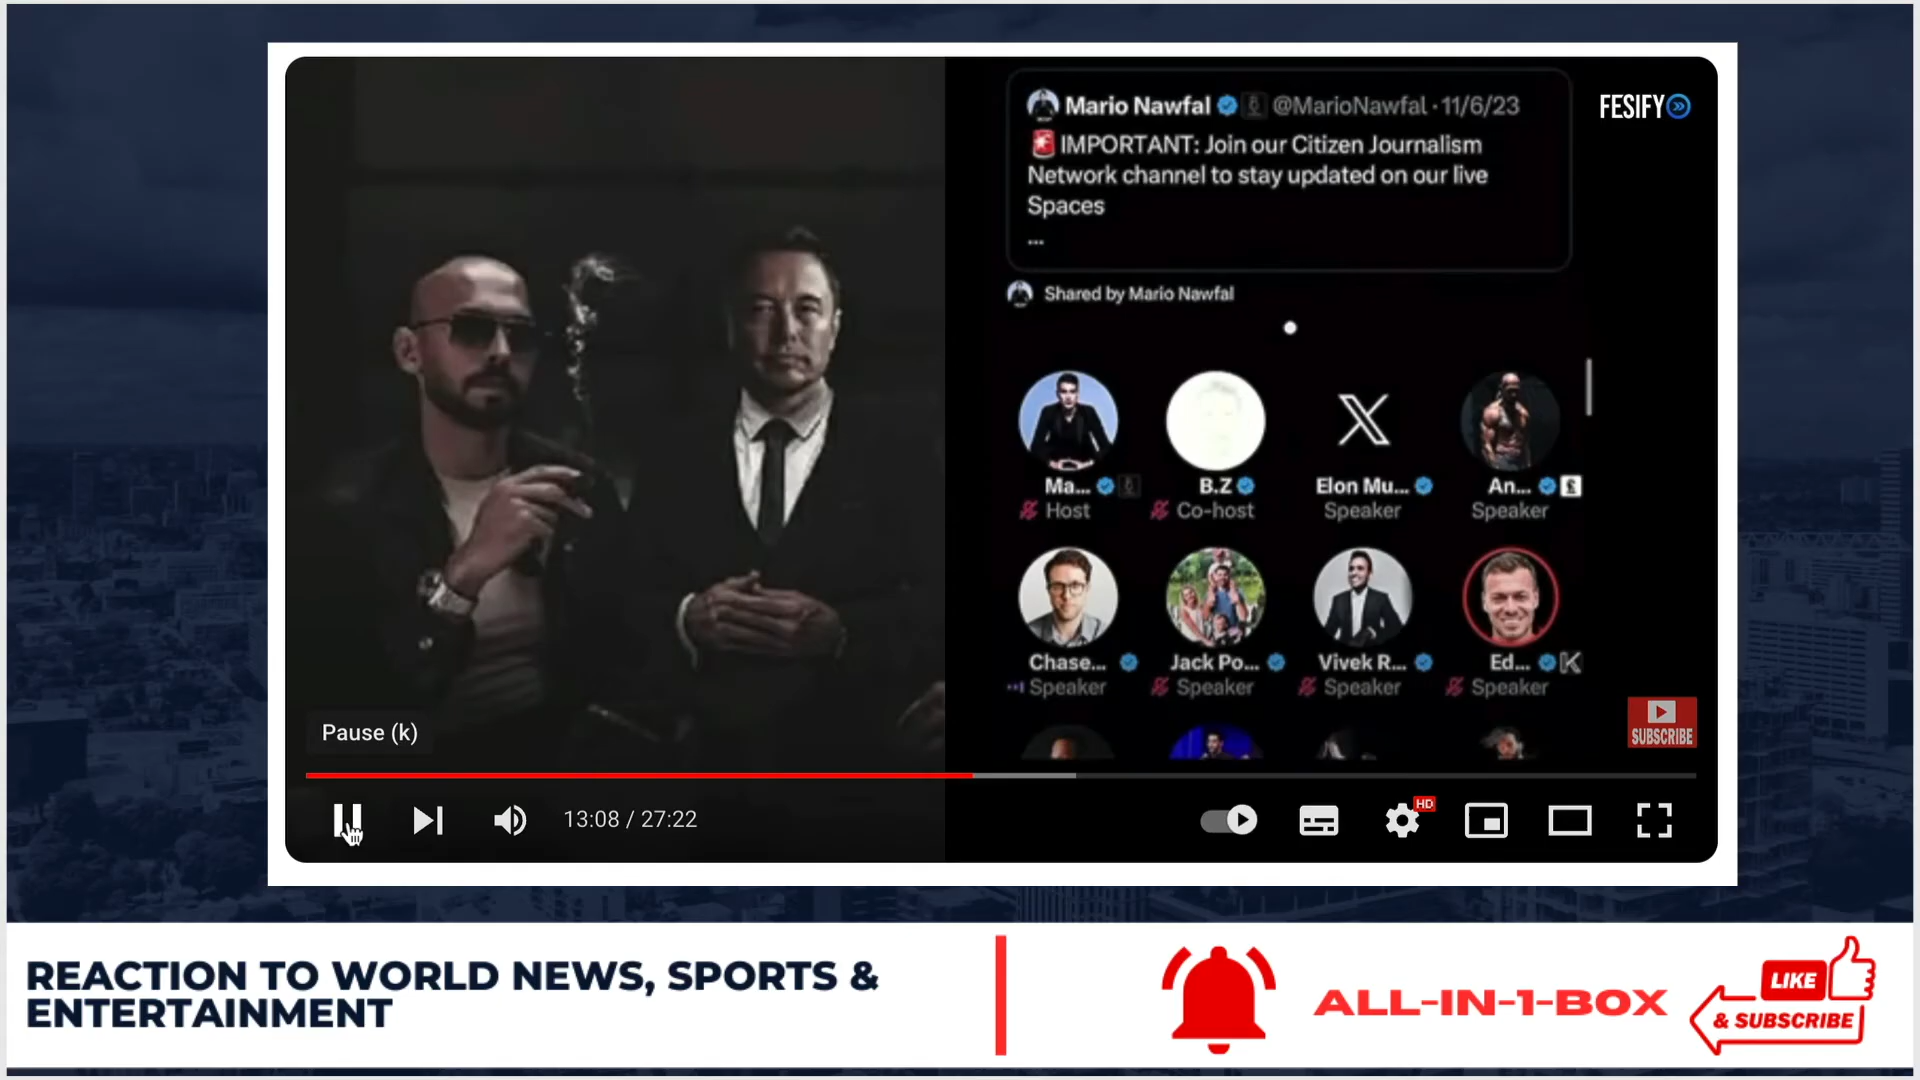 Mario Nawfal @MarioNawfal · 11/6/23
IMPORTANT: Join our Citizen Journalism
Network channel to stay updated on our live
Spaces
...
Shared by Mario Nawfal
FESIFY
Ma... B.Z Elon Mu... An...
Host Co-host Speaker Speaker
Chase... Jack Po... Vivek R... Ed...
Speaker Speaker Speaker Speaker
SUBSCRIBE
Pause (k)
13:08 / 27:22
HD
REACTION TO WORLD NEWS, SPORTS &
ENTERTAINMENT
ALL-IN-1-BOX
LIKE
& SUBSCRIBE